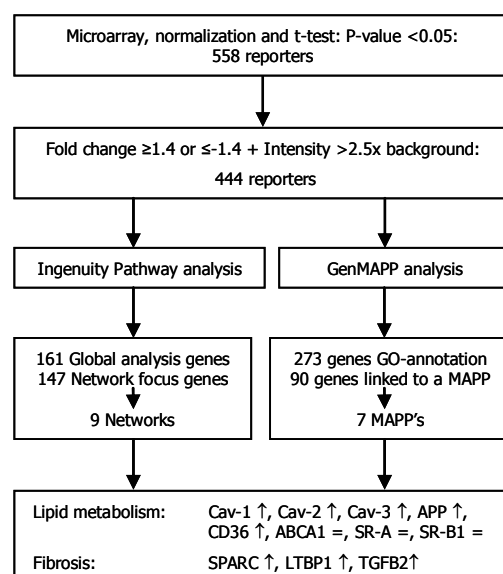 Microarray, normalization and t-test: P-value <0.05:
558 reporters
Fold change ≥1.4 or ≤-1.4 + Intensity >2.5x background:
444 reporters
Ingenuity Pathway analysis
GenMAPP analysis
161 Global analysis genes
147 Network focus genes
9 Networks
273 genes GO-annotation
90 genes linked to a MAPP
7 MAPP's
Lipid metabolism: Cav-1 ↑, Cav-2 ↑, Cav-3 ↑, APP ↑,
CD36 ↑, ABCA1 =, SR-A =, SR-B1 =
Fibrosis: SPARC ↑, LTBP1 ↑, TGFB2↑